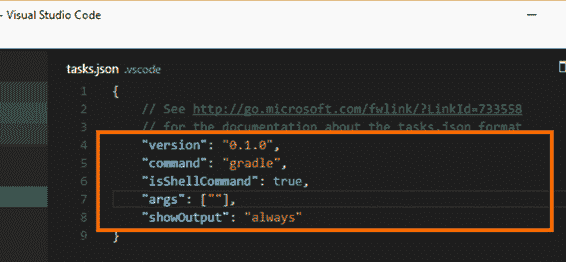 - Visual Studio Code
tasks.json .vscode
1 {
2 // See http://go.microsoft.com/fwlink/?LinkId=733558
3 // for the documentation about the tasks.json format
4 "version": "0.1.0",
5 "command": "gradle",
6 "isShellCommand": true,
7 "args": [""],
8 "showOutput": "always"
9 }